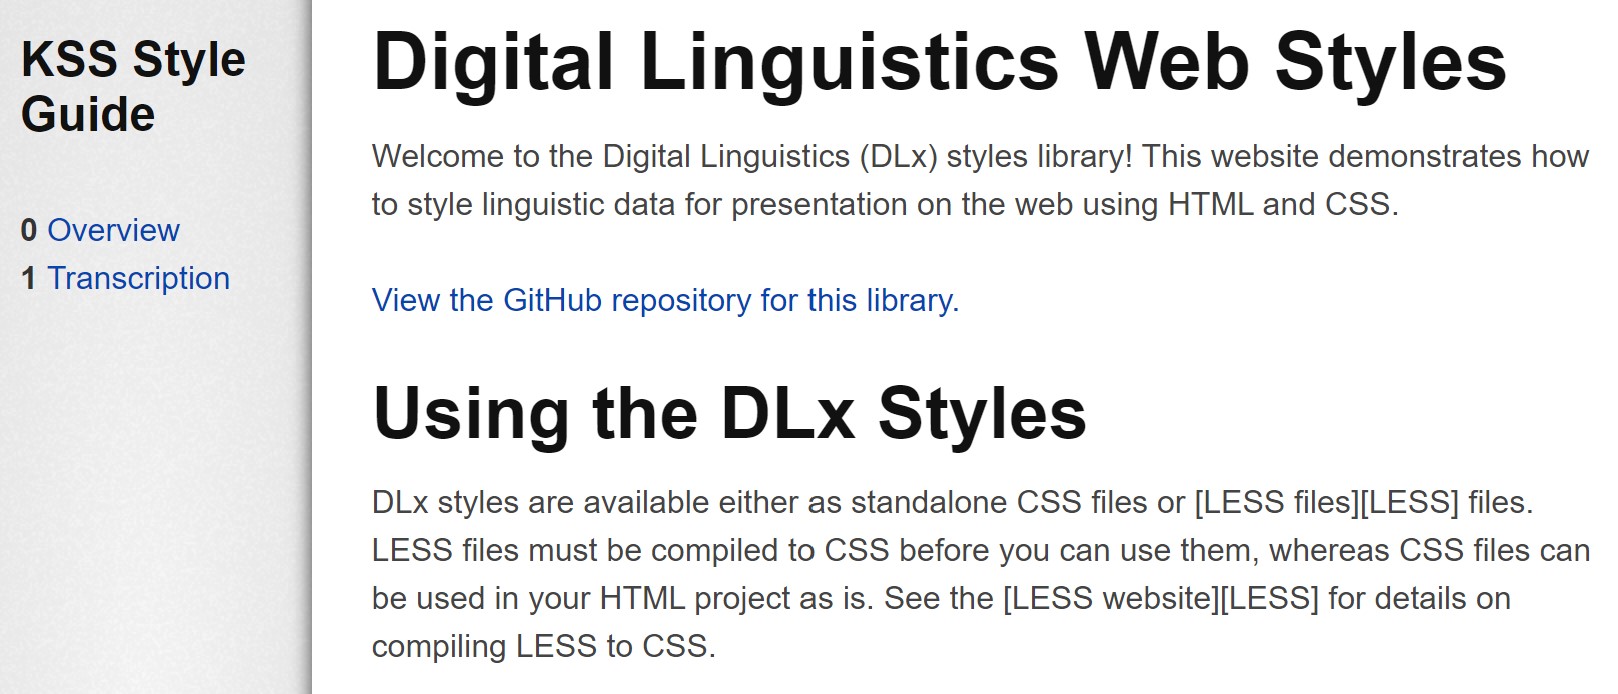 KSS Style
Guide
0 Overview
1 Transcription
Digital Linguistics Web Styles
Welcome to the Digital Linguistics (DLx) styles library! This website demonstrates how
to style linguistic data for presentation on the web using HTML and CSS.
View the GitHub repository for this library.
Using the DLx Styles
DLx styles are available either as standalone CSS files or [LESS files][LESS] files.
LESS files must be compiled to CSS before you can use them, whereas CSS files can
be used in your HTML project as is. See the [LESS website][LESS] for details on
compiling LESS to CSS.